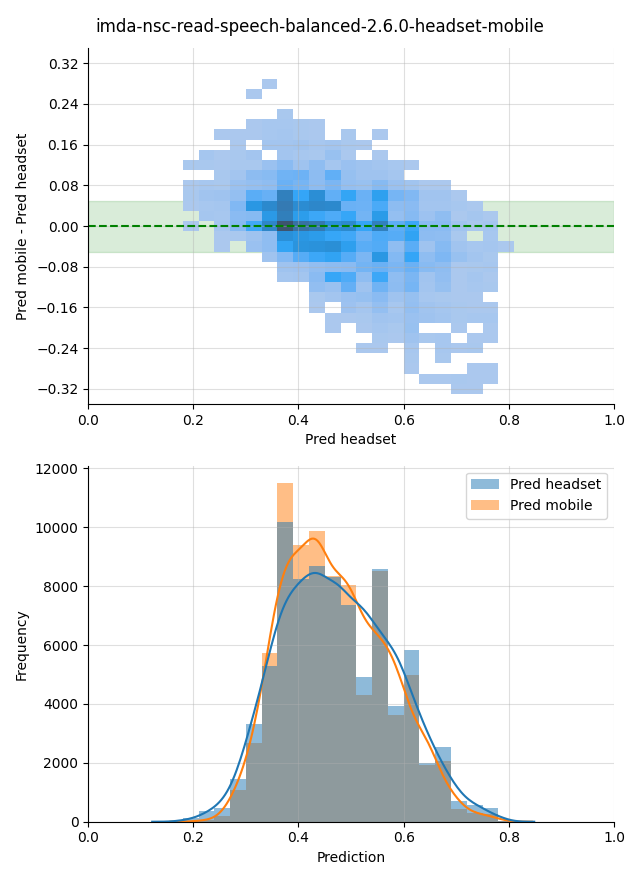 imda-nsc-read-speech-balanced-2.6.0-headset-mobile
Pred mobile - Pred headset
0.32
0.24
0.16
0.08
0.00
−0.08
−0.16
−0.24
−0.32
0.0 0.2 0.4 0.6 0.8 1.0
Pred headset
Frequency
12000
10000
8000
6000
4000
2000
0
Pred headset
Pred mobile
0.0 0.2 0.4 0.6 0.8 1.0
Prediction